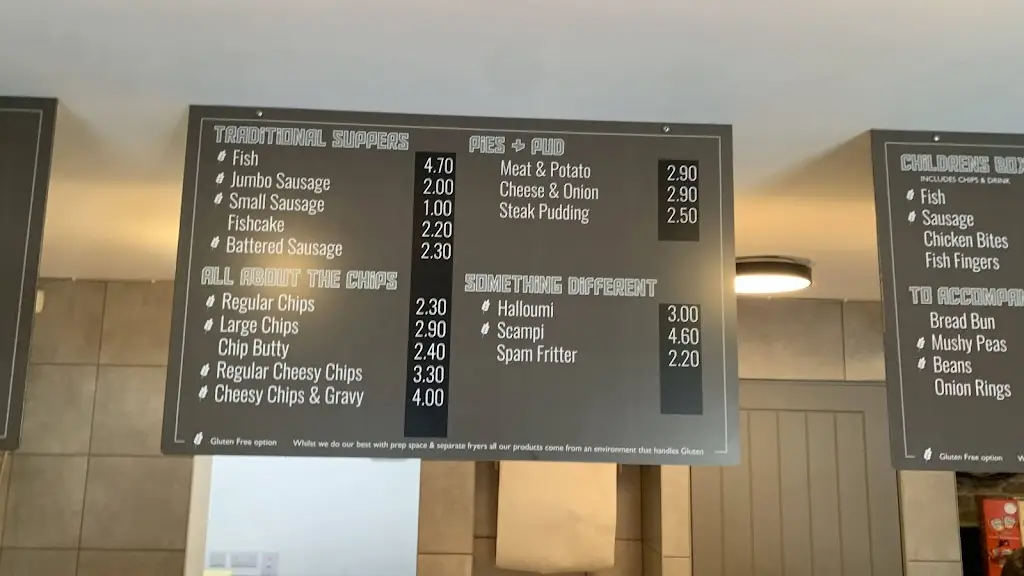 TRADITIONAL SUPPERS
Fish 4.70
Jumbo Sausage 2.00
Small Sausage 1.00
Fishcake 2.20
Battered Sausage 2.30
ALL ABOUT THE CHIPS
Regular Chips 2.30
Large Chips 2.90
Chip Butty 2.40
Regular Cheesy Chips 3.30
Cheesy Chips & Gravy 4.00
PIES + PUD
Meat & Potato 2.90
Cheese & Onion 2.90
Steak Pudding 2.50
SOMETHING DIFFERENT
Halloumi 3.00
Scampi 4.60
Spam Fritter 2.20
Gluten Free option Whilst we do our best with prep space & separate fryers all our products come from an environment that handles Gluten
CHILDRENS BOX
INCLUDES CHIPS & DRINK
Fish
Sausage
Chicken Bites
Fish Fingers
TO ACCOMPAN
Bread Bun
Mushy Peas
Beans
Onion Rings
Gluten Free option